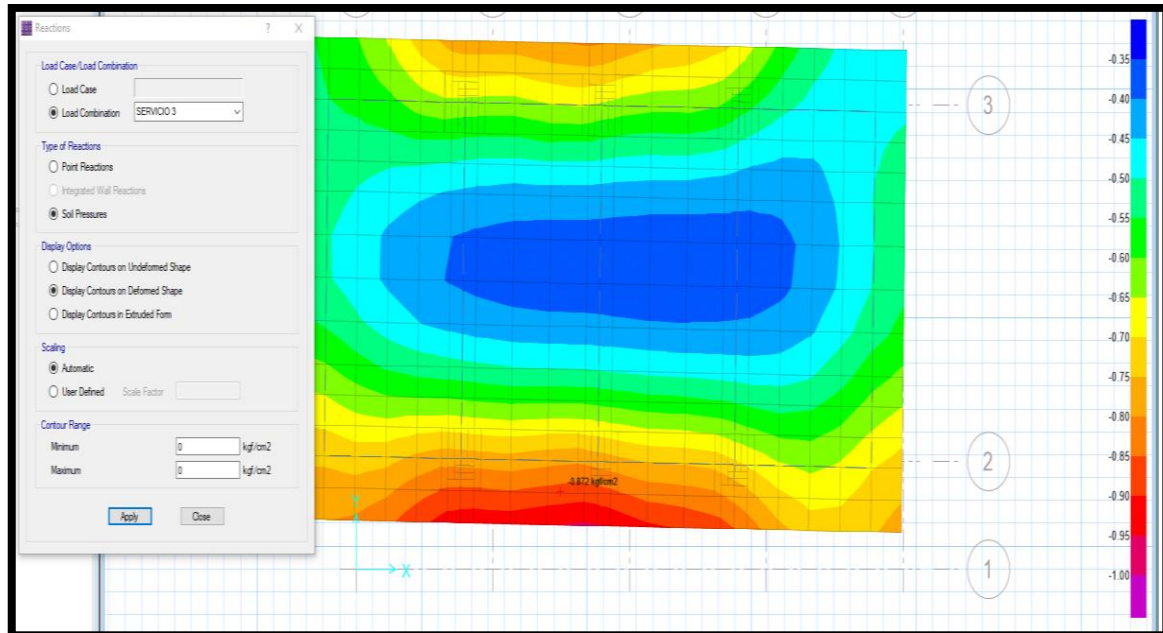 Reactions
? X
Load Case/Load Combination
Load Case
Load Combination SERVICIO 3
Type of Reactions
Point Reactions
Integrated Wall Reactions
Soil Pressures
Display Options
Display Contours on Undeformed Shape
Display Contours on Deformed Shape
Display Contours in Extruded Form
Scaling
Automatic
User Defined Scale Factor
Contour Range
Minimum 0 kgf/cm2
Maximum 0 kgf/cm2
Apply Close
-0.872 kgf/cm2
Y
X
3
2
1
-0.35
-0.40
-0.45
-0.50
-0.55
-0.60
-0.65
-0.70
-0.75
-0.80
-0.85
-0.90
-0.95
-1.00